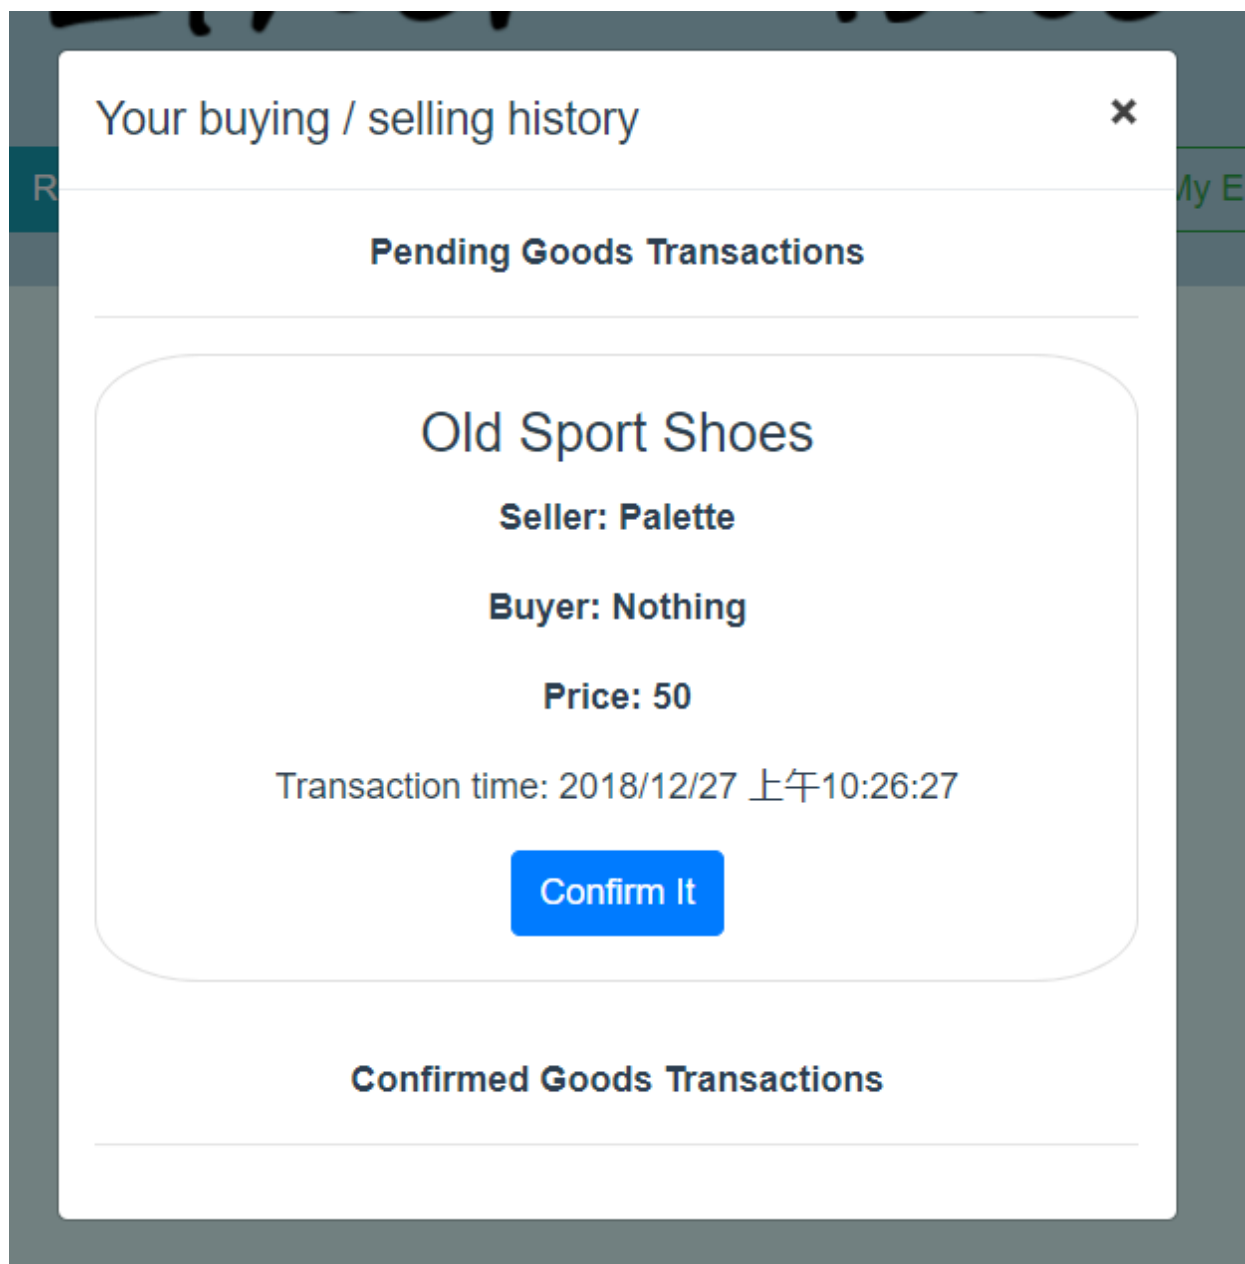 Your buying / selling history
×
R
My E
Pending Goods Transactions
Old Sport Shoes
Seller: Palette
Buyer: Nothing
Price: 50
Transaction time: 2018/12/27 上午10:26:27
Confirm It
Confirmed Goods Transactions